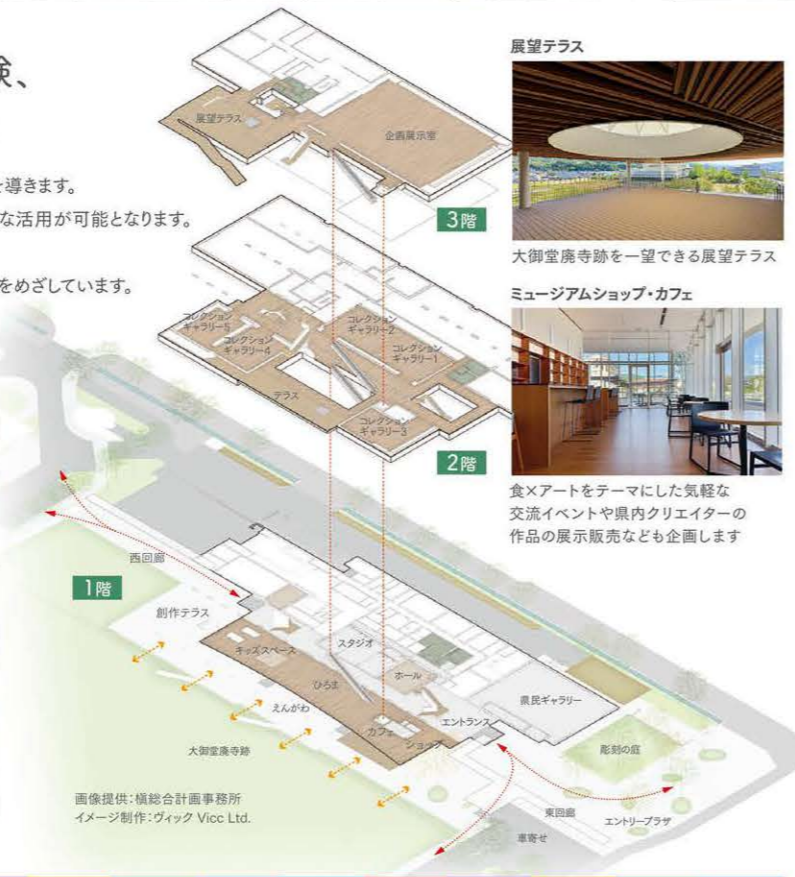 験、
を導きます。
な活用が可能となります。
をめざしています。
展望テラス
企画展示室
3階
コレクション
ギャラリー5
コレクション
ギャラリー4
コレクション
ギャラリー2
コレクション
ギャラリー1
テラス
コレクション
ギャラリー3
2階
展望テラス
大御堂廃寺跡を一望できる展望テラス
ミュージアムショップ・カフェ
食×アートをテーマにした気軽な
交流イベントや県内クリエイターの
作品の展示販売なども企画します
1階
西回廊
創作テラス
キッズスペース
スタジオ
ひろま
ホール
えんがわ
エントランス
県民ギャラリー
カフェ
ショップ
大御堂廃寺跡
彫刻の庭
東回廊
エントリープラザ
車寄せ
画像提供:槇総合計画事務所
イメージ制作:ヴィック Vicc Ltd.